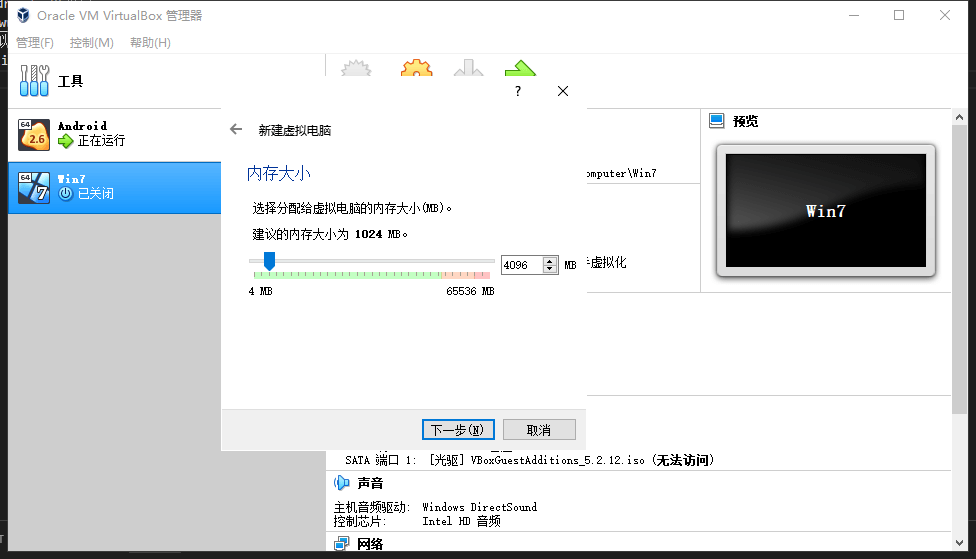 Oracle VM VirtualBox 管理器
管理(F) 控制(M) 帮助(H)
工具
64
2.6
Android
正在运行
64
7
Win7
已关闭
?
新建虚拟电脑
内存大小
选择分配给虚拟电脑的内存大小(MB)。
建议的内存大小为 1024 MB。
4096 MB
4 MB 65536 MB
下一步(N) 取消
omputer\Win7
虚拟化
预览
Win7
SATA 端口 1: [光驱] VBoxGuestAdditions_5.2.12.iso (无法访问)
声音
主机音频驱动: Windows DirectSound
控制芯片: Intel HD 音频
网络